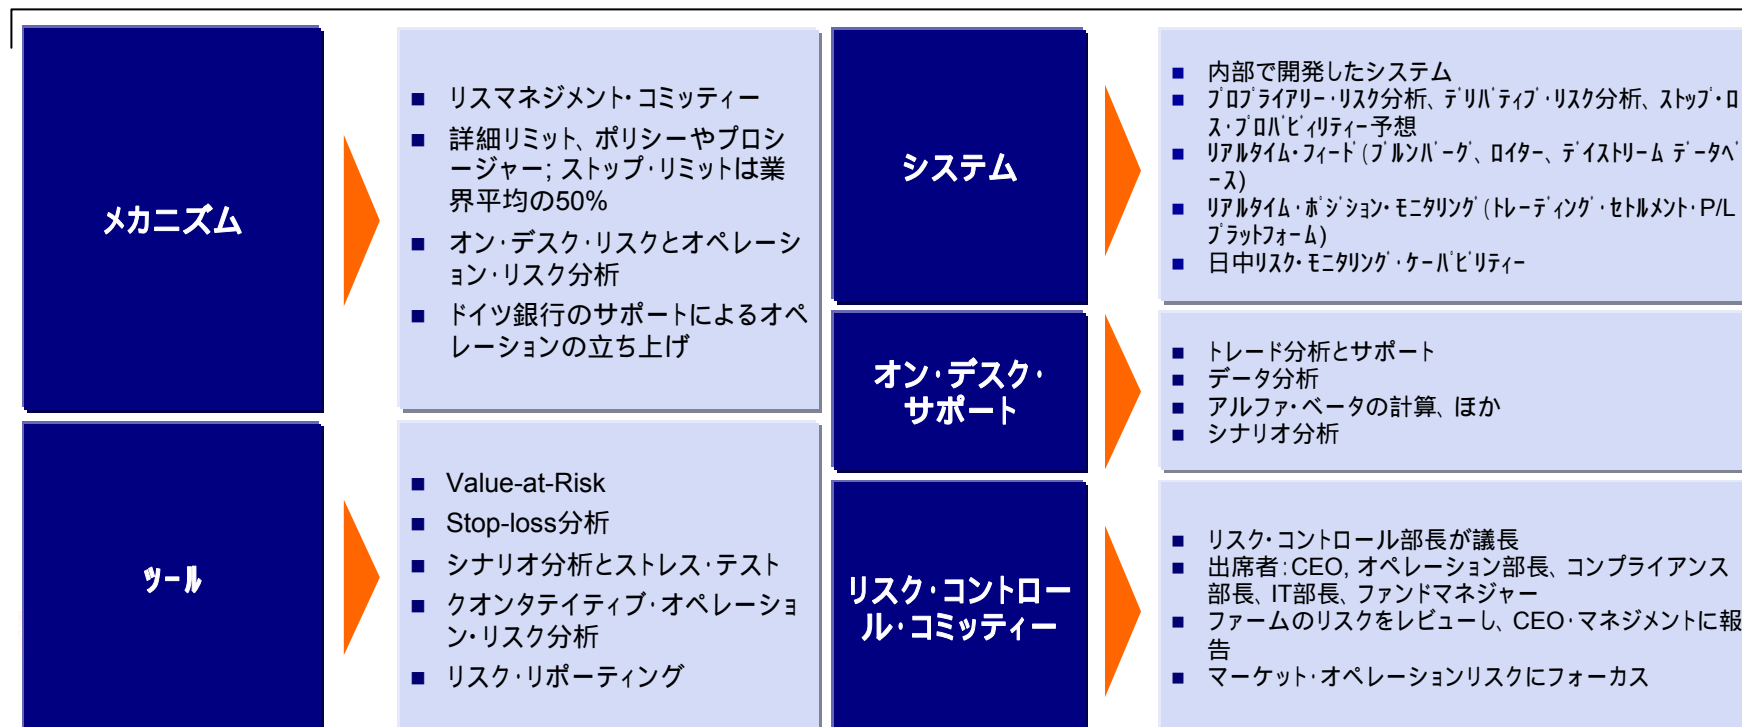 メカニズム
■ リスマネジメント・コミッティー
■ 詳細リミット、ポリシーやプロシ
ージャー; ストップ・リミットは業
界平均の50%
■ オン・デスク・リスクとオペレーシ
ョン・リスク分析
■ ドイツ銀行のサポートによるオペ
レーションの立ち上げ
ツール
■ Value-at-Risk
■ Stop-loss分析
■ シナリオ分析とストレス・テスト
■ クオンタテイティブ・オペレーショ
ン・リスク分析
■ リスク・リポーティング
システム
■ 内部で開発したシステム
■ プロプライアリー・リスク分析、デリバティブ・リスク分析、ストップ・ロ
ス・プロバビィリティー予想
■ リアルタイム・フィード(ブルンバーグ、ロイター、デイストリーム データベ
ース)
■ リアルタイム・ポジション・モニタリング(トレーディング・セトルメント・P/L
プラットフォーム)
■ 日中リスク・モニタリング・ケーパビリティー
オン・デスク・
サポート
■ トレード分析とサポート
■ データ分析
■ アルファ・ベータの計算、ほか
■ シナリオ分析
リスク・コントロー
ル・コミッティー
■ リスク・コントロール部長が議長
■ 出席者:CEO, オペレーション部長、コンプライアンス
部長、IT部長、ファンドマネジャー
■ ファームのリスクをレビューし、CEO・マネジメントに報
告
■ マーケット・オペレーションリスクにフォーカス